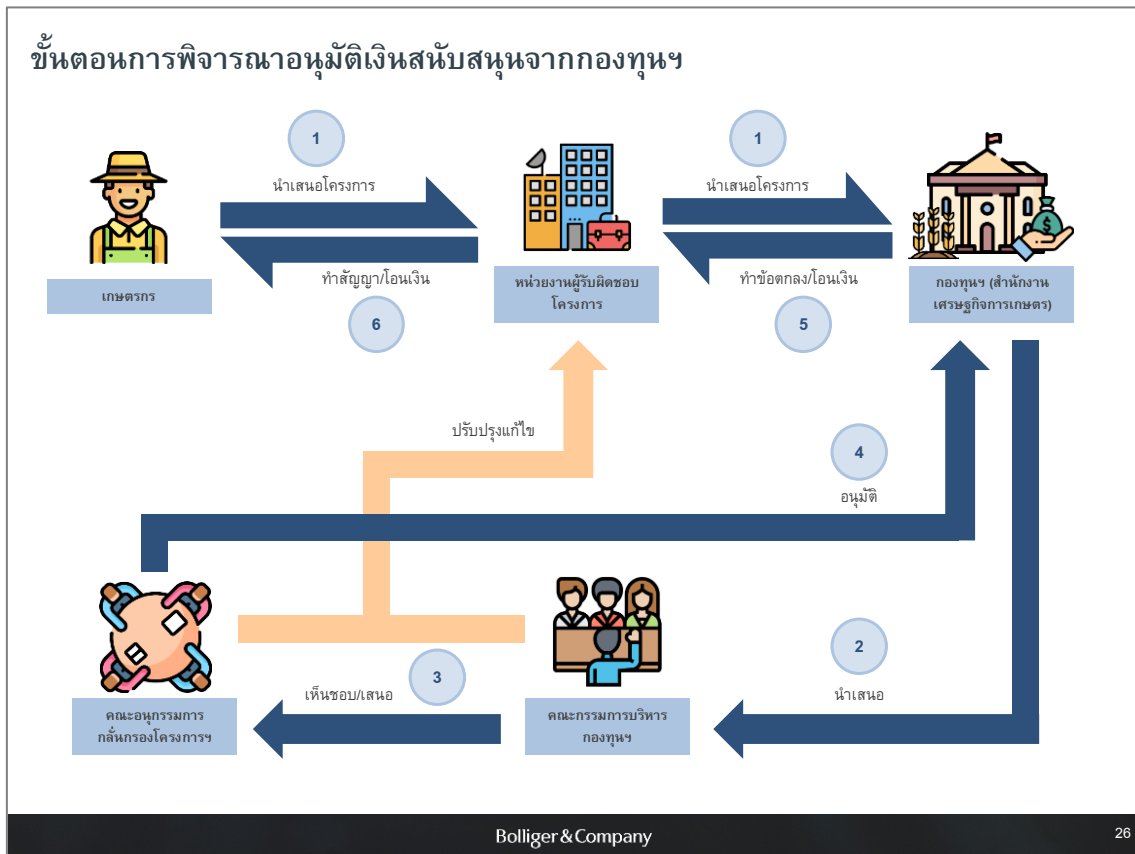 ขั้นตอนการพิจารณาอนุมัติเงินสนับสนุนจากกองทุนฯ
1
นำเสนอโครงการ
1
นำเสนอโครงการ
เกษตรกร
ทำสัญญา/โอนเงิน
6
หน่วยงานผู้รับผิดชอบ
โครงการ
ทำข้อตกลง/โอนเงิน
5
กองทุนฯ (สำนักงาน
เศรษฐกิจการเกษตร)
ปรับปรุงแก้ไข
4
อนุมัติ
3
เห็นชอบ/เสนอ
2
นำเสนอ
คณะอนุกรรมการ
กลั่นกรองโครงการฯ
คณะกรรมการบริหาร
กองทุนฯ
Bolliger & Company
26